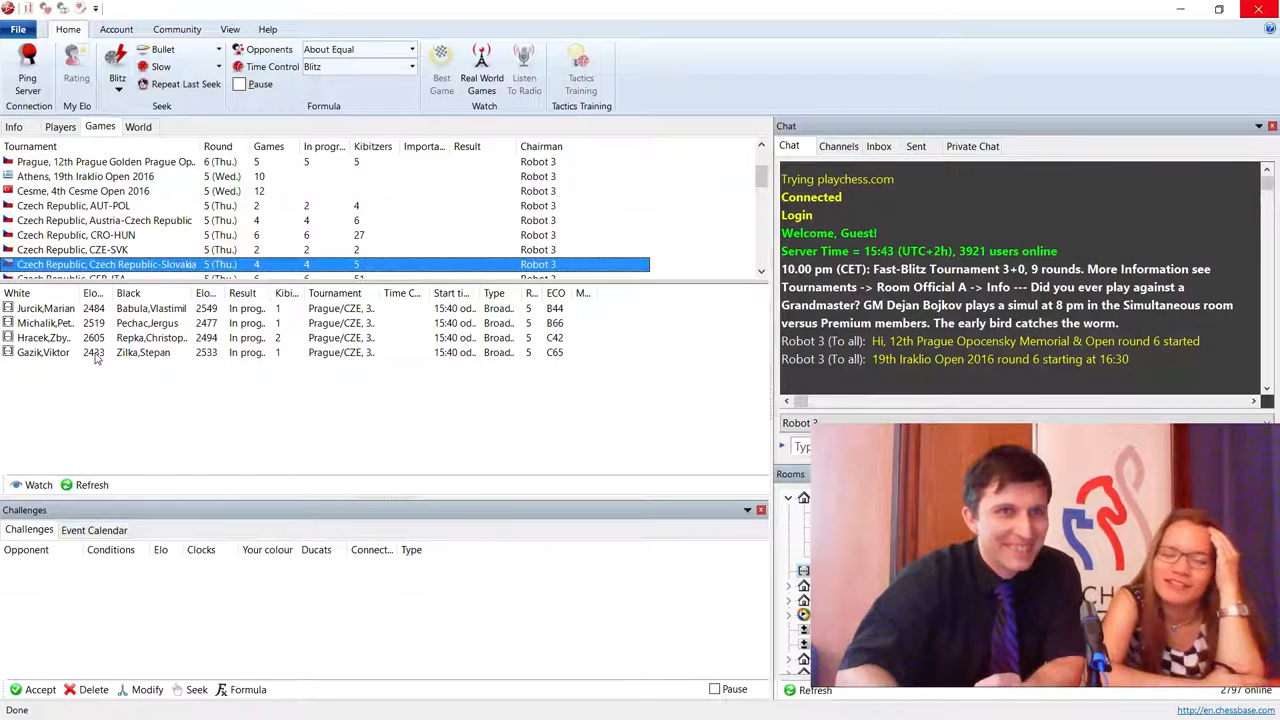 File Home Account Community View Help
Bullet Opponents About Equal
Slow Time Control Blitz
Repeat Last Seek Pause
Ping Server Rating Blitz Best Game Real World Games Listen To Radio Tactics Training
Connection My Elo Seek Formula Watch Tactics Training
Info Players Games World
Tournament Round Games In progr... Kibitzers Importa... Result Chairman
Prague, 12th Prague Golden Prague Op.. 6 (Thu.) 5 5 5 Robot 3
Athens, 19th Iraklio Open 2016 5 (Wed.) 10 Robot 3
Cesme, 4th Cesme Open 2016 5 (Wed.) 12 Robot 3
Czech Republic, AUT-POL 5 (Thu.) 2 2 4 Robot 3
Czech Republic, Austria-Czech Republic 5 (Thu.) 4 4 6 Robot 3
Czech Republic, CRO-HUN 5 (Thu.) 6 6 27 Robot 3
Czech Republic, CZE-SVK 5 (Thu.) 2 2 2 Robot 3
Czech Republic, Czech Republic-Slovakia 5 (Thu.) 4 4 5 Robot 3
White Elo... Black Elo... Result Kibi... Tournament Time C... Start ti... Type R... ECO M...
Jurcik,Marian 2484 Babula,Vlastimil 2549 In prog.. 1 Prague/CZE, 3.. 15:40 od.. Broad.. 5 B44
Michalik,Pet.. 2519 Pechac,Jergus 2477 In prog.. 1 Prague/CZE, 3.. 15:40 od.. Broad.. 5 B66
Hracek,Zby.. 2605 Repka,Christop.. 2494 In prog.. 2 Prague/CZE, 3.. 15:40 od.. Broad.. 5 C42
Gazik,Viktor Zilka,Stepan 2533 In prog.. 1 Prague/CZE, 3.. 15:40 od.. Broad.. 5 C65
Watch Refresh
Challenges
Challenges Event Calendar
Opponent Conditions Elo Clocks Your colour Ducats Connect... Type
Accept Delete Modify Seek Formula Pause
Done
Chat
Chat Channels Inbox Sent Private Chat
Trying playchess.com
Connected
Login
Welcome, Guest!
Server Time = 15:43 (UTC+2h), 3921 users online
10.00 pm (CET): Fast-Blitz Tournament 3+0, 9 rounds. More Information see
Tournaments -> Room Official A -> Info --- Did you ever play against a
Grandmaster? GM Dejan Bojkov plays a simul at 8 pm in the Simultaneous room
versus Premium members. The early bird catches the worm.
Robot 3 (To all): Hi, 12th Prague Opocensky Memorial & Open round 6 started
Robot 3 (To all): 19th Iraklio Open 2016 round 6 starting at 16:30
Robot
Rooms
CH
Refresh 2797 online
http://en.chessbase.com